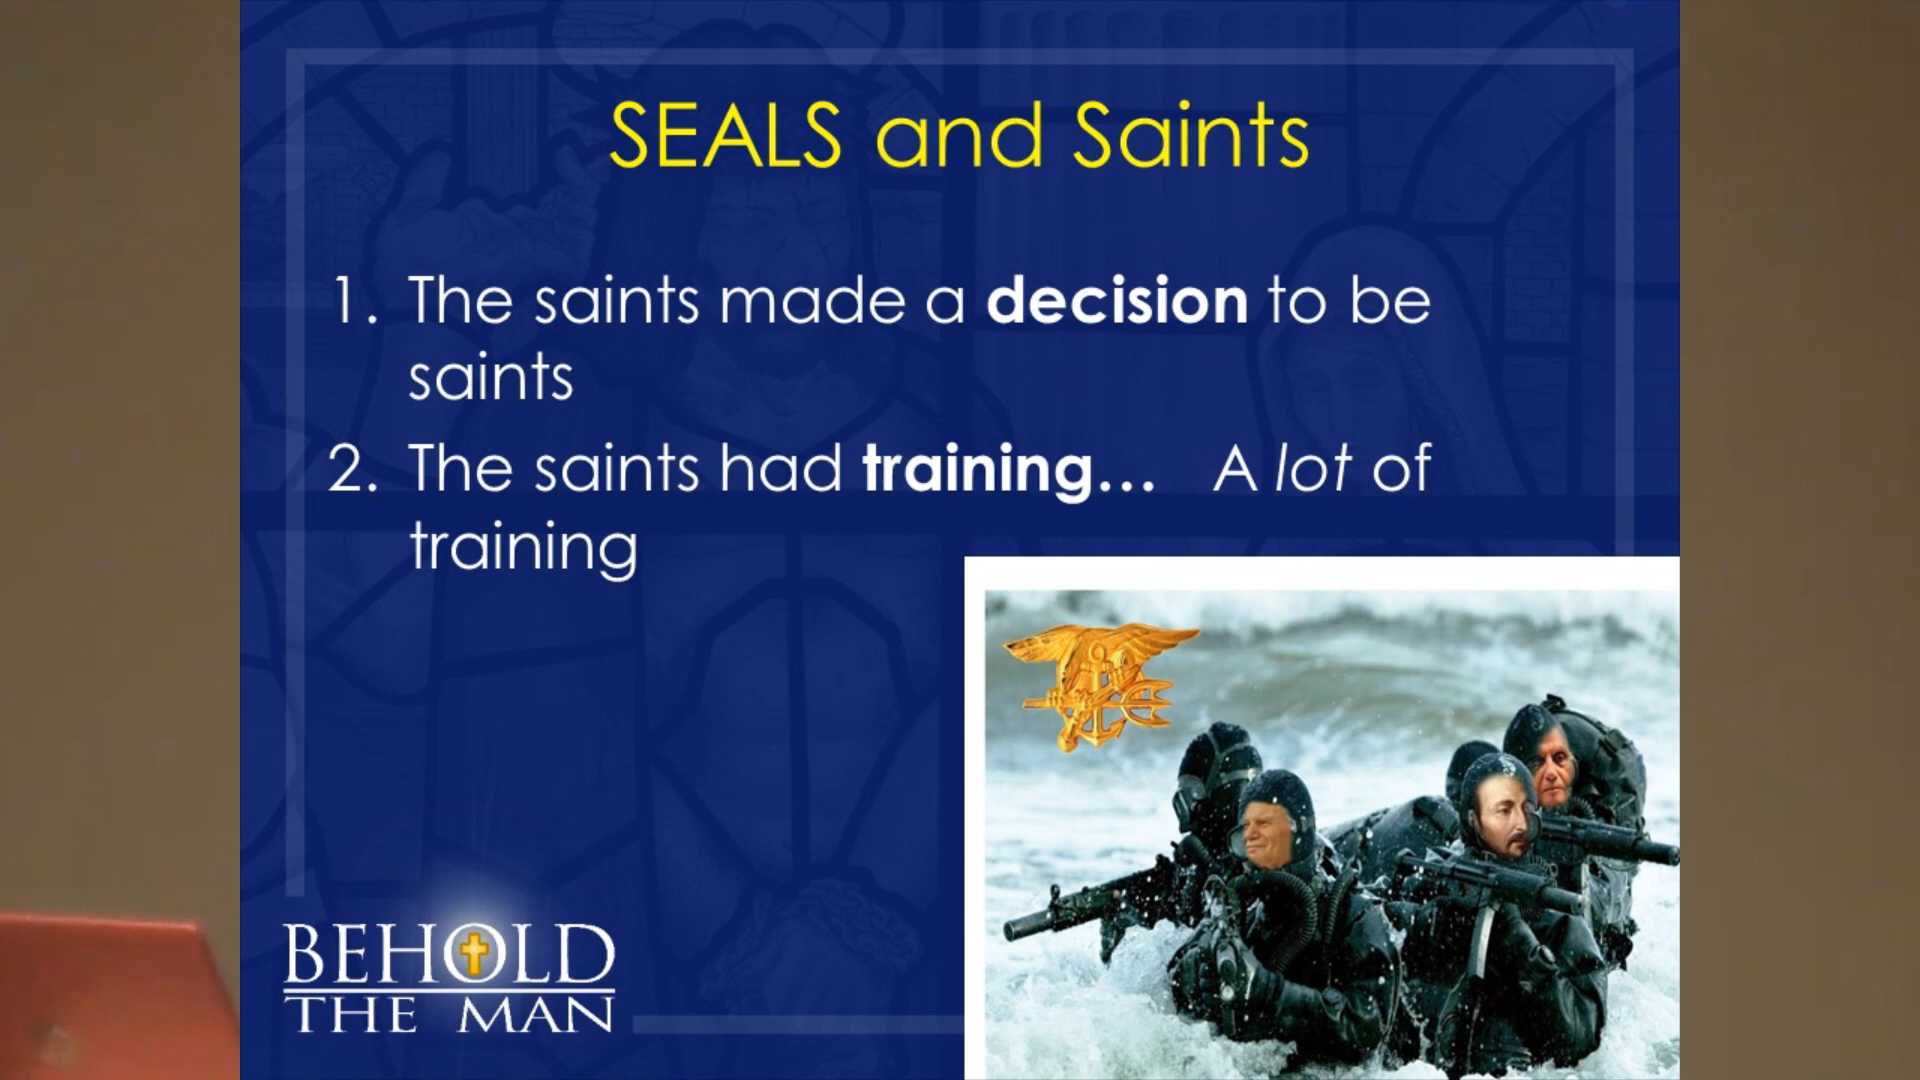 SEALS and Saints
1. The saints made a decision to be
saints
2. The saints had training... A lot of
training
BEHOLD
THE MAN